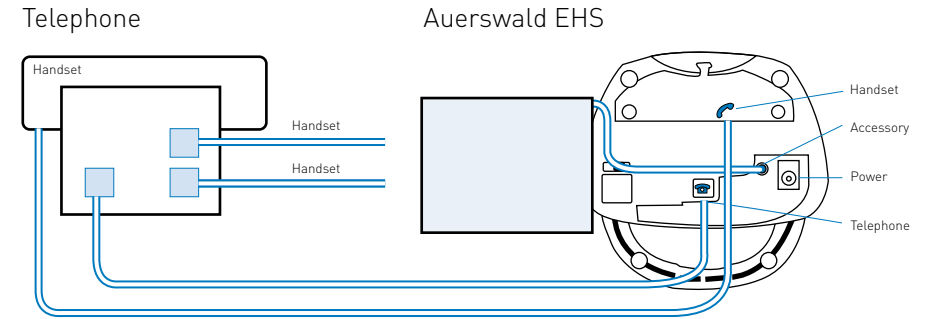 Telephone
Auerswald EHS
Handset
Handset
Handset
Handset
Accessory
Power
Telephone